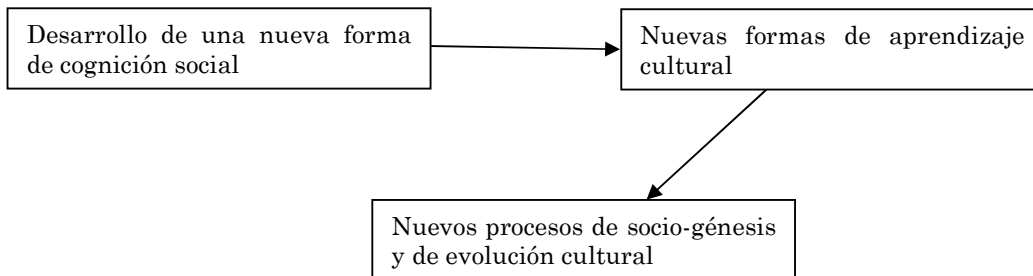 Desarrollo de una nueva forma
de cognición social
Nuevas formas de aprendizaje
cultural
Nuevos procesos de socio-génesis
y de evolución cultural